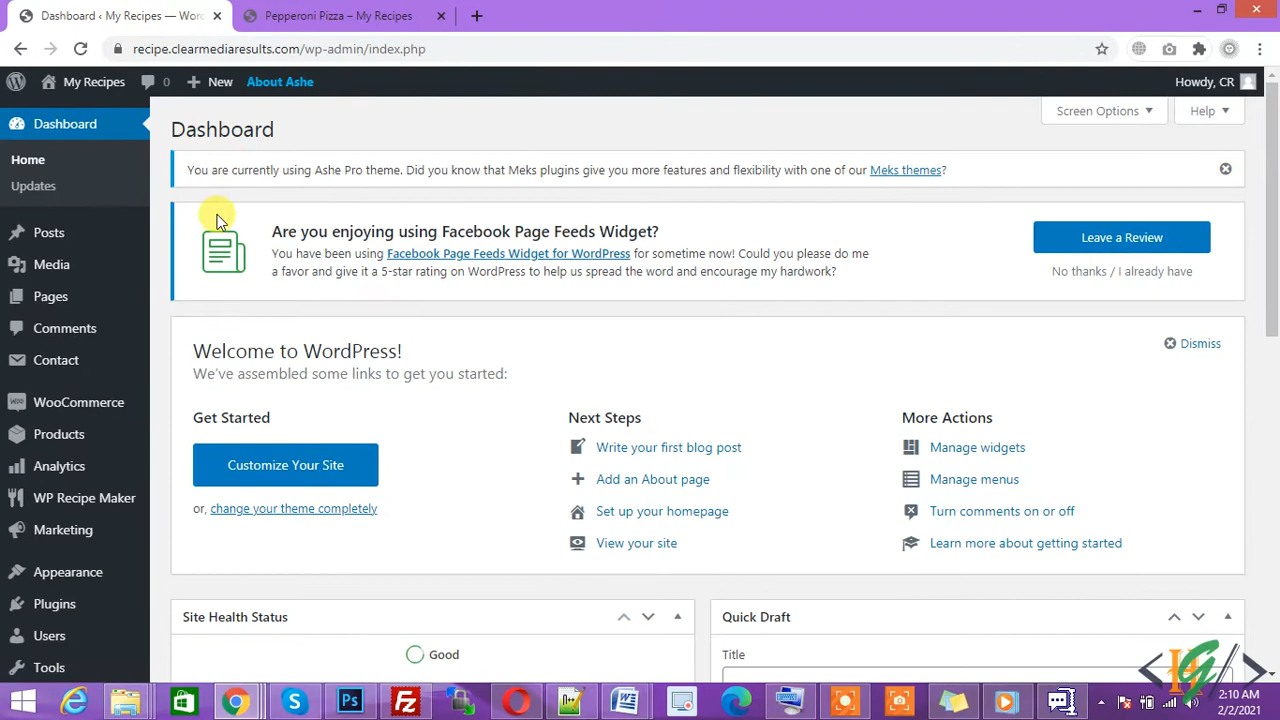 Dashboard ‹ My Recipes — Word
Pepperoni Pizza – My Recipes
recipe.clearmediaresults.com/wp-admin/index.php
My Recipes
0
New
About Ashe
Howdy, CR
Dashboard
Home
Updates
Posts
Media
Pages
Comments
Contact
WooCommerce
Products
Analytics
WP Recipe Maker
Marketing
Appearance
Plugins
Users
Tools
Screen Options
Help
Dashboard
You are currently using Ashe Pro theme. Did you know that Meks plugins give you more features and flexibility with one of our Meks themes?
Are you enjoying using Facebook Page Feeds Widget?
You have been using Facebook Page Feeds Widget for WordPress for sometime now! Could you please do me
a favor and give it a 5-star rating on WordPress to help us spread the word and encourage my hardwork?
Leave a Review
No thanks / I already have
Welcome to WordPress!
We’ve assembled some links to get you started:
Dismiss
Get Started
Customize Your Site
or, change your theme completely
Next Steps
Write your first blog post
Add an About page
Set up your homepage
View your site
More Actions
Manage widgets
Manage menus
Turn comments on or off
Learn more about getting started
Site Health Status
Good
Quick Draft
Title
2:10 AM
2/2/2021